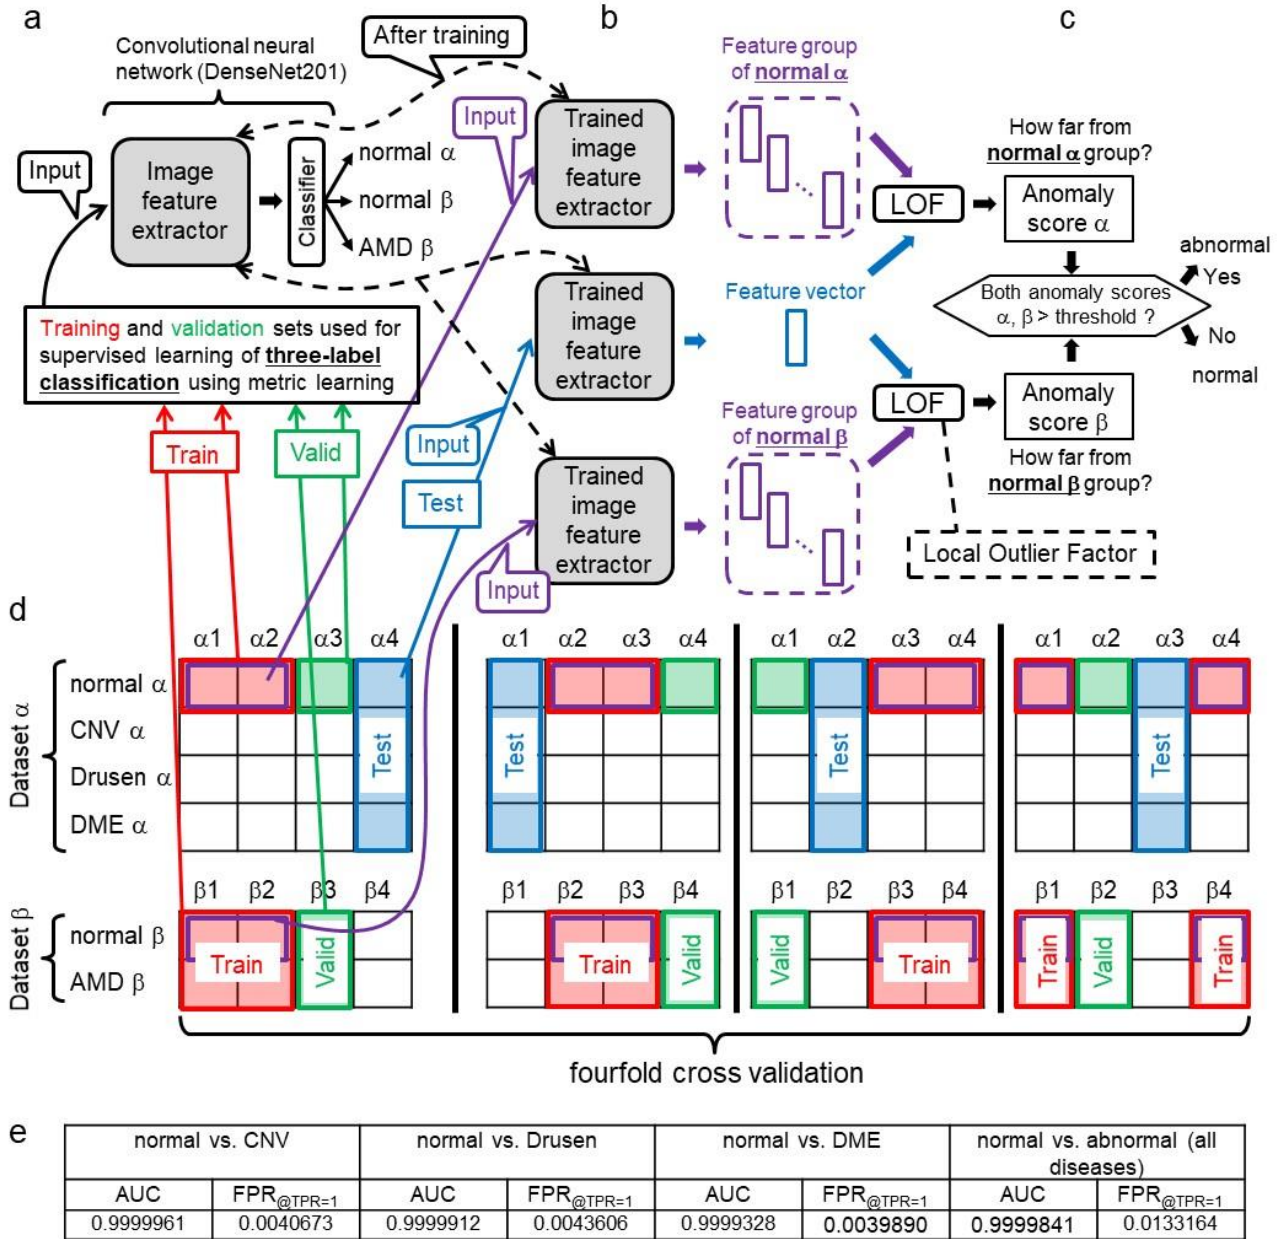 a
b
c
Convolutional neural
network (DenseNet201)
After training
Input
Image
feature
extractor
Classifier
normal α
normal β
AMD β
Training and validation sets used for
supervised learning of three-label
classification using metric learning
Train
Valid
Input
Trained
image
feature
extractor
Input
Test
Trained
image
feature
extractor
Input
Trained
image
feature
extractor
Feature group
of normal α
Feature vector
Feature group
of normal β
LOF
LOF
How far from
normal α group?
Anomaly
score α
Both anomaly scores
α, β > threshold ?
abnormal
Yes
No
normal
Anomaly
score β
How far from
normal β group?
Local Outlier Factor
d
α1 α2 α3 α4 α1 α2 α3 α4 α1 α2 α3 α4 α1 α2 α3 α4
Dataset α
normal α
CNV α
Drusen α
DME α
Test
Test
Test
Test
β1 β2 β3 β4 β1 β2 β3 β4 β1 β2 β3 β4 β1 β2 β3 β4
Dataset β
normal β
AMD β
Train
Valid
Train
Valid
Valid
Train
Train
Valid
Train
fourfold cross validation
e
normal vs. CNV normal vs. Drusen normal vs. DME normal vs. abnormal (all
diseases)
AUC FPR@TPR=1 AUC FPR@TPR=1 AUC FPR@TPR=1 AUC FPR@TPR=1
0.9999961 0.0040673 0.9999912 0.0043606 0.9999328 0.0039890 0.9999841 0.0133164